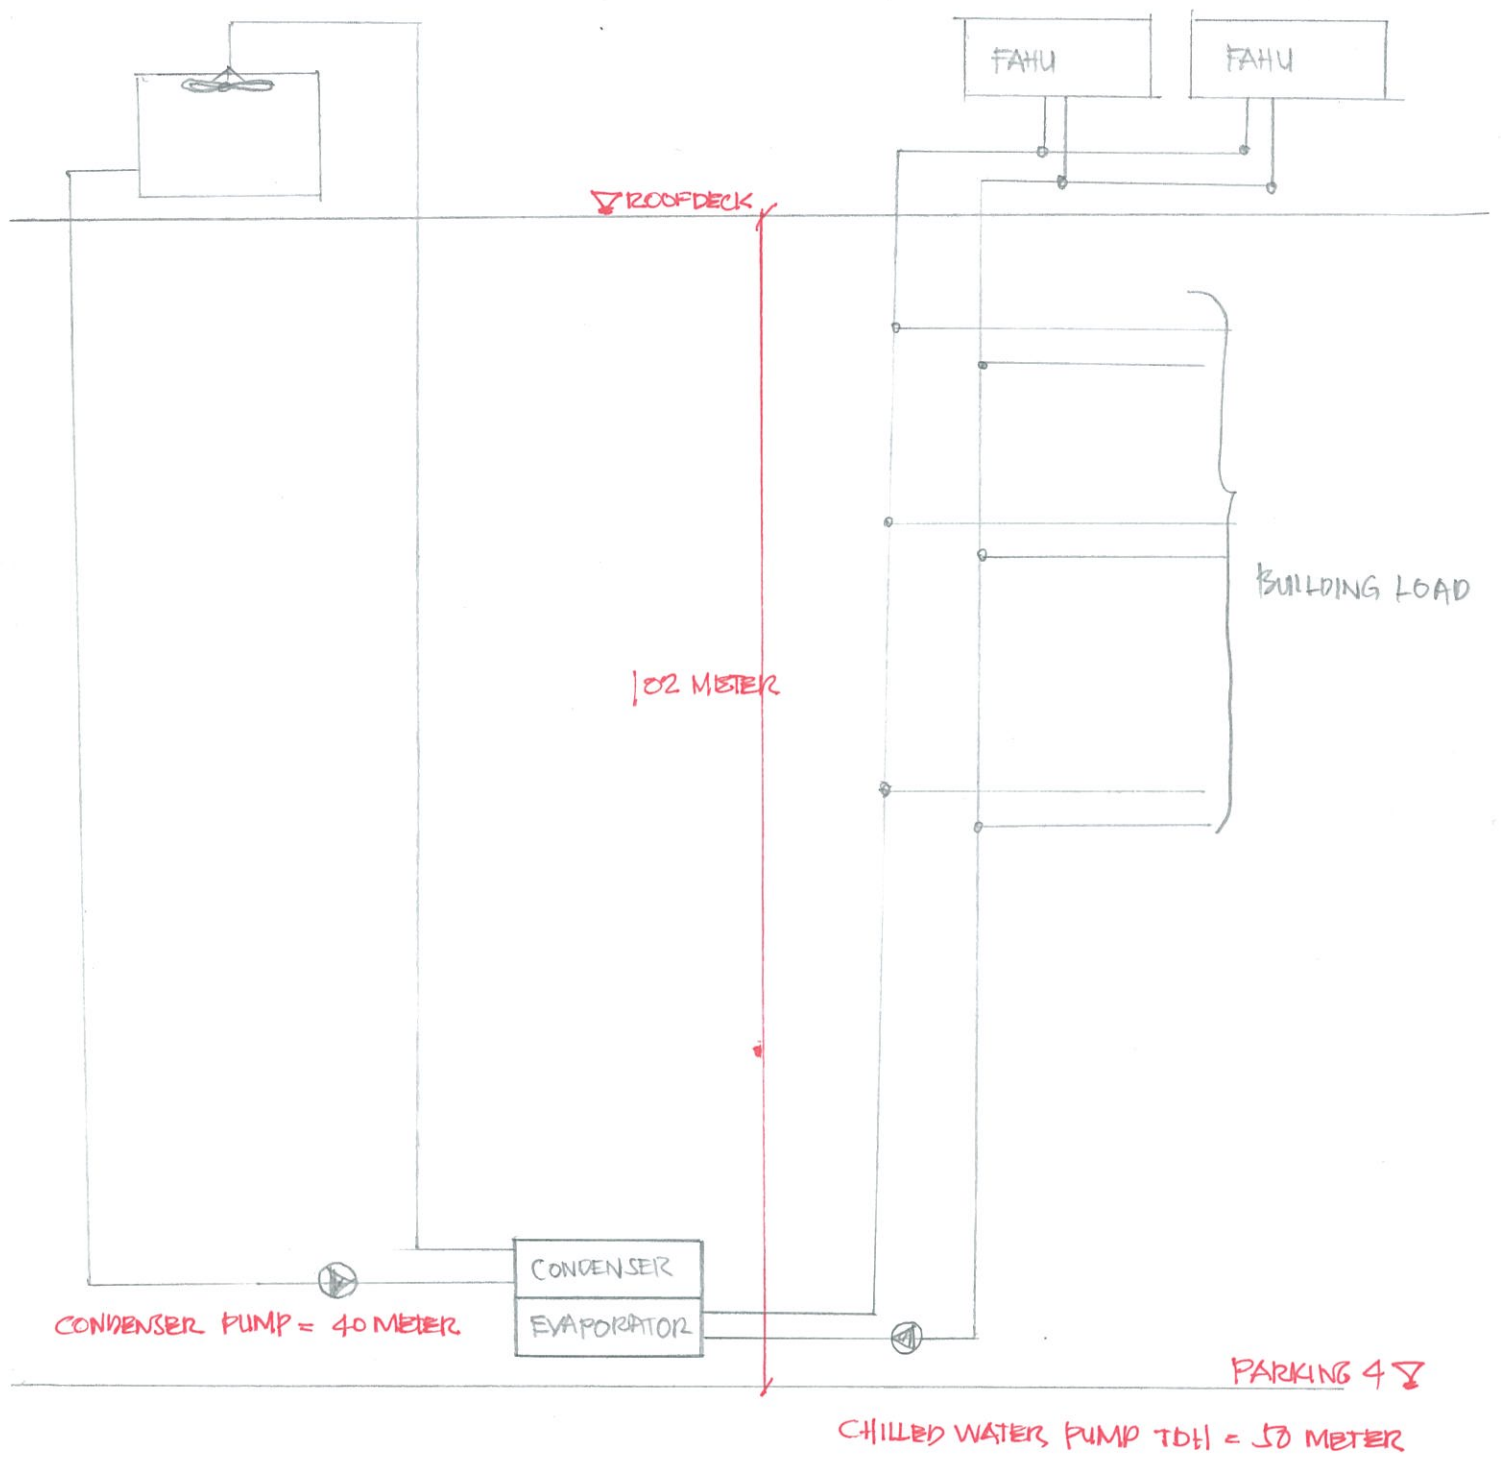 FAHU
FAHU
ROOFDECK
102 METER
BUILDING LOAD
CONDENSER
EVAPORATOR
CONDENSER PUMP = 40 METER
PARKING 4
CHILLED WATER PUMP TDH = 50 METER